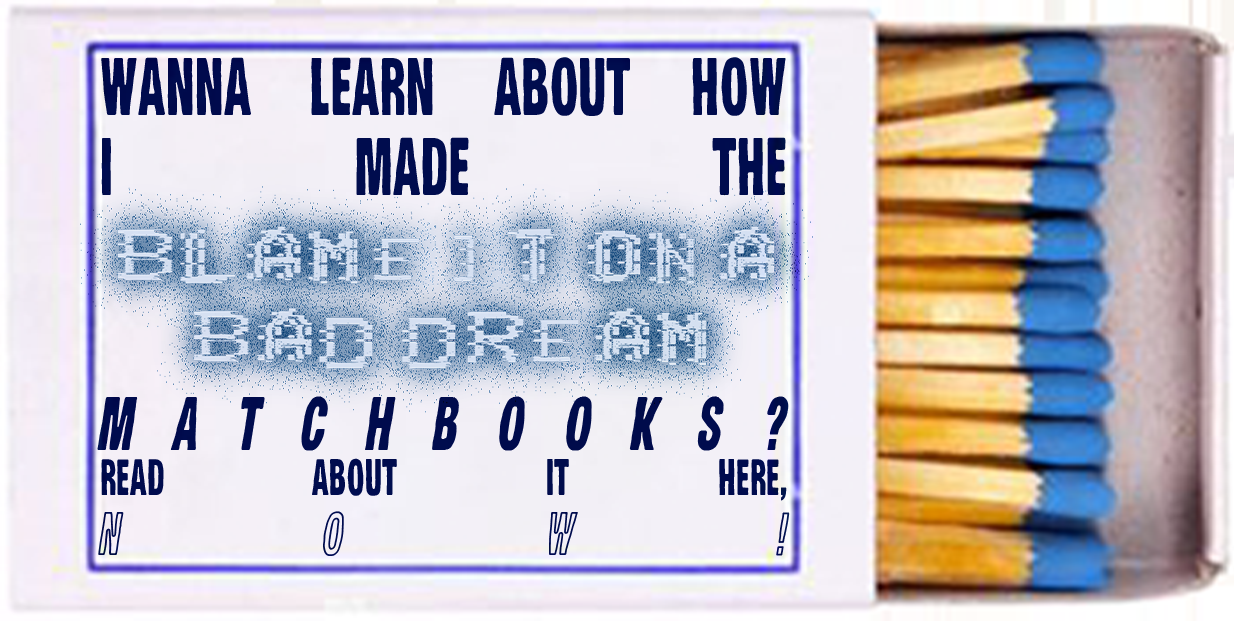 WANNA LEARN ABOUT HOW
I MADE THE
BLAME IT ON A
BAD DREAM
MATCHBOOKS?
READ ABOUT IT HERE,
NOW!